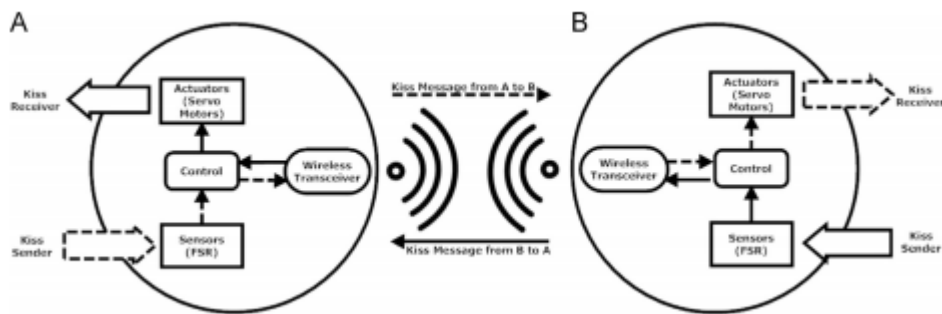 A
B
Actuators
(Servo
Motors)
Kiss
Receiver
Control
Wireless
Transceiver
Kiss
Sender
Sensors
(FSR)
Kiss Message from A to B
Kiss Message from B to A
Actuators
(Servo
Motors)
Kiss
Receiver
Wireless
Transceiver
Control
Sensors
(FSR)
Kiss
Sender